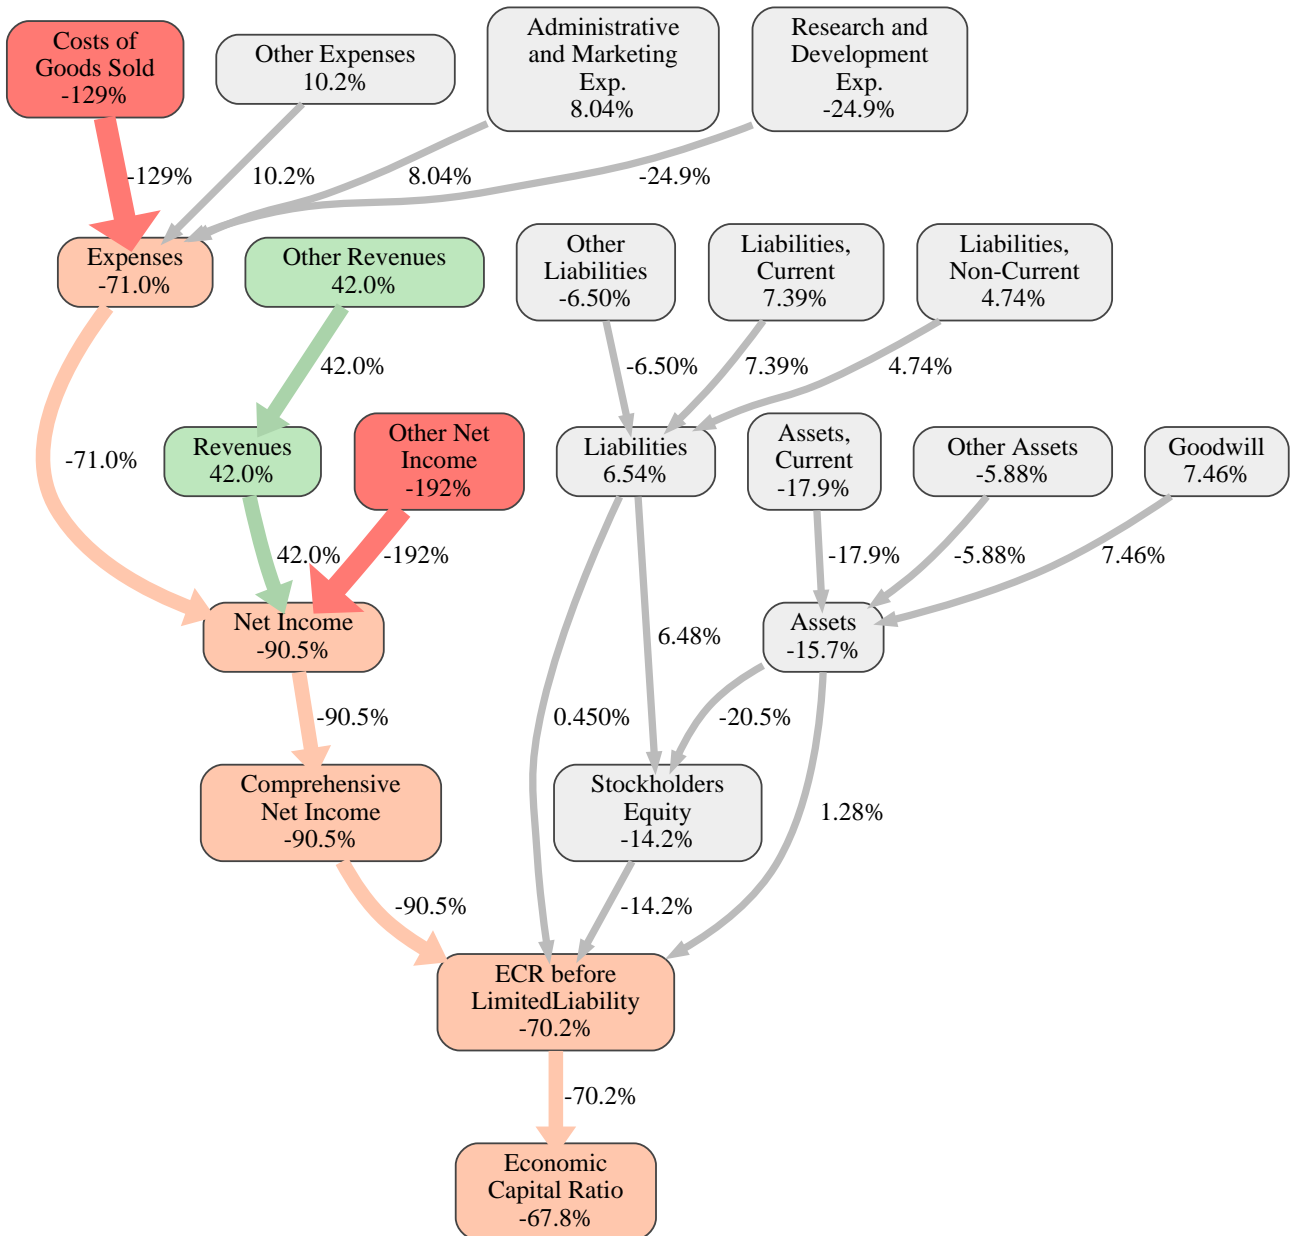 Costs of
Goods Sold
-129%
Other Expenses
10.2%
Administrative
and Marketing
Exp.
8.04%
Research and
Development
Exp.
-24.9%
-129%
10.2%
8.04%
-24.9%
Expenses
-71.0%
Other Revenues
42.0%
Other
Liabilities
-6.50%
Liabilities,
Current
7.39%
Liabilities,
Non-Current
4.74%
42.0%
-6.50%
7.39%
4.74%
-71.0%
Revenues
42.0%
Other Net
Income
-192%
Liabilities
6.54%
Assets,
Current
-17.9%
Other Assets
-5.88%
Goodwill
7.46%
42.0%
-192%
-17.9%
-5.88%
7.46%
Net Income
-90.5%
6.48%
Assets
-15.7%
-90.5%
0.450%
-20.5%
Comprehensive
Net Income
-90.5%
Stockholders
Equity
-14.2%
1.28%
-90.5%
-14.2%
ECR before
LimitedLiability
-70.2%
-70.2%
Economic
Capital Ratio
-67.8%